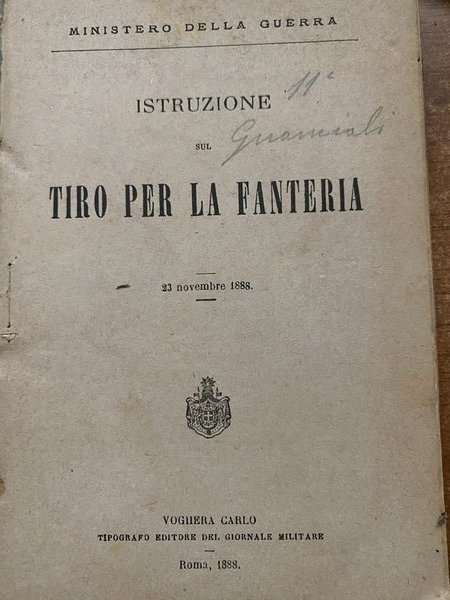 MINISTERO DELLA GUERRA
ISTRUZIONE 11ª
SUL
TIRO PER LA FANTERIA
23 novembre 1888.
VOGHERA CARLO
TIPOGRAFO EDITORE DEL GIORNALE MILITARE
Roma, 1888.